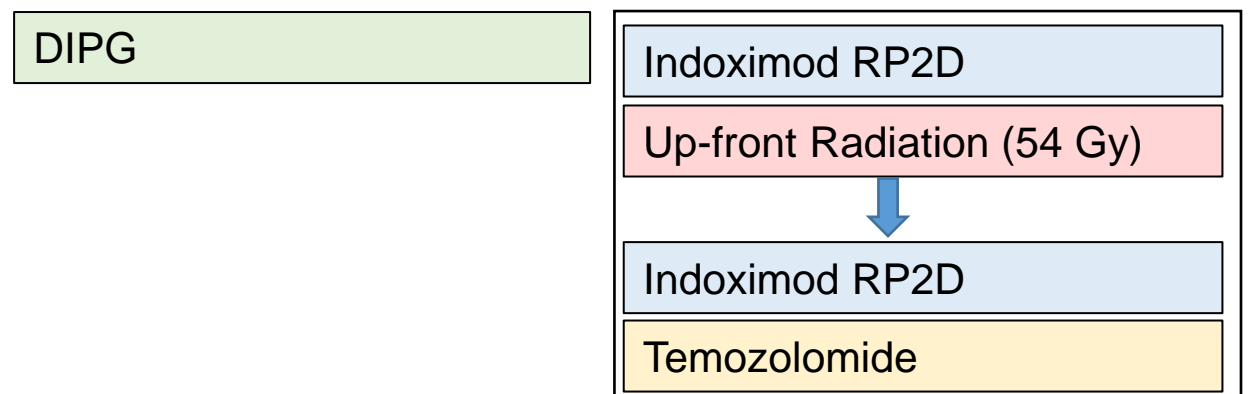 DIPG
Indoximod RP2D
Up-front Radiation (54 Gy)
Indoximod RP2D
Temozolomide